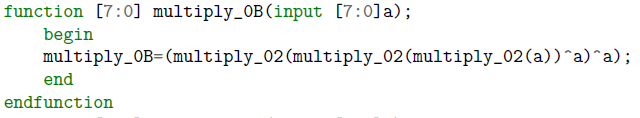 function [7:0] multiply_0B(input [7:0]a);
begin
multiply_0B=(multiply_02(multiply_02(multiply_02(a))^a)^a);
end
endfunction